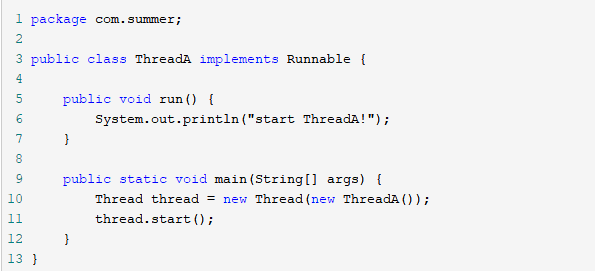 1 package com.summer;
2
3 public class ThreadA implements Runnable {
4
5     public void run() {
6         System.out.println("start ThreadA!");
7     }
8
9     public static void main(String[] args) {
10         Thread thread = new Thread(new ThreadA());
11         thread.start();
12     }
13 }